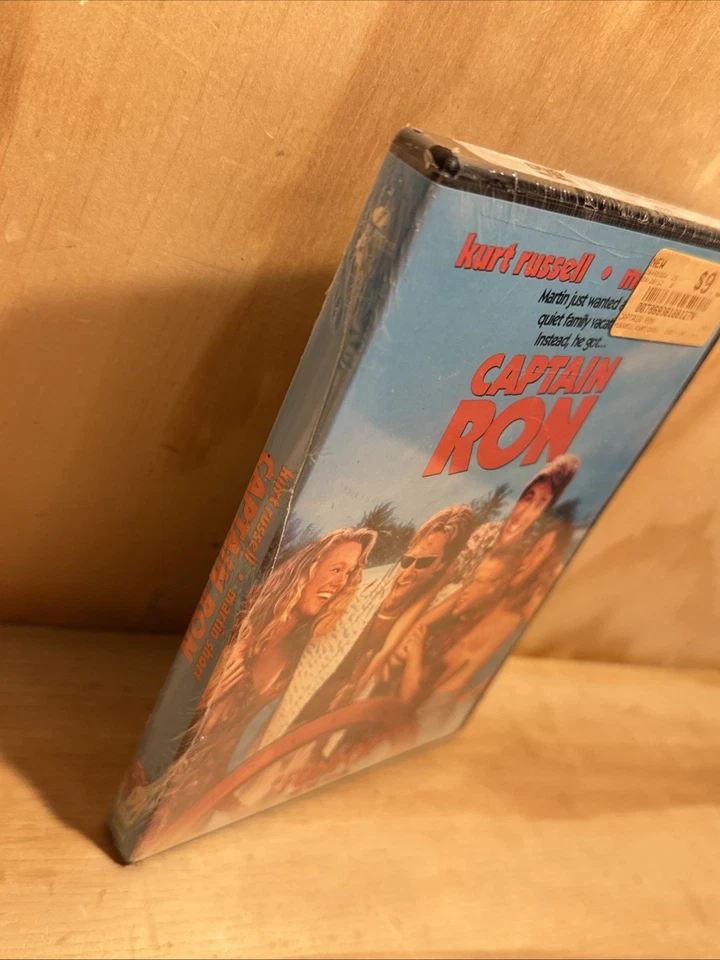 kurt russell • m
Martin just wanted a
quiet family vacat
Instead, he got...
CAPTAIN
RON
NEW
$9
kurt russell • martin short
CAPTAIN RON